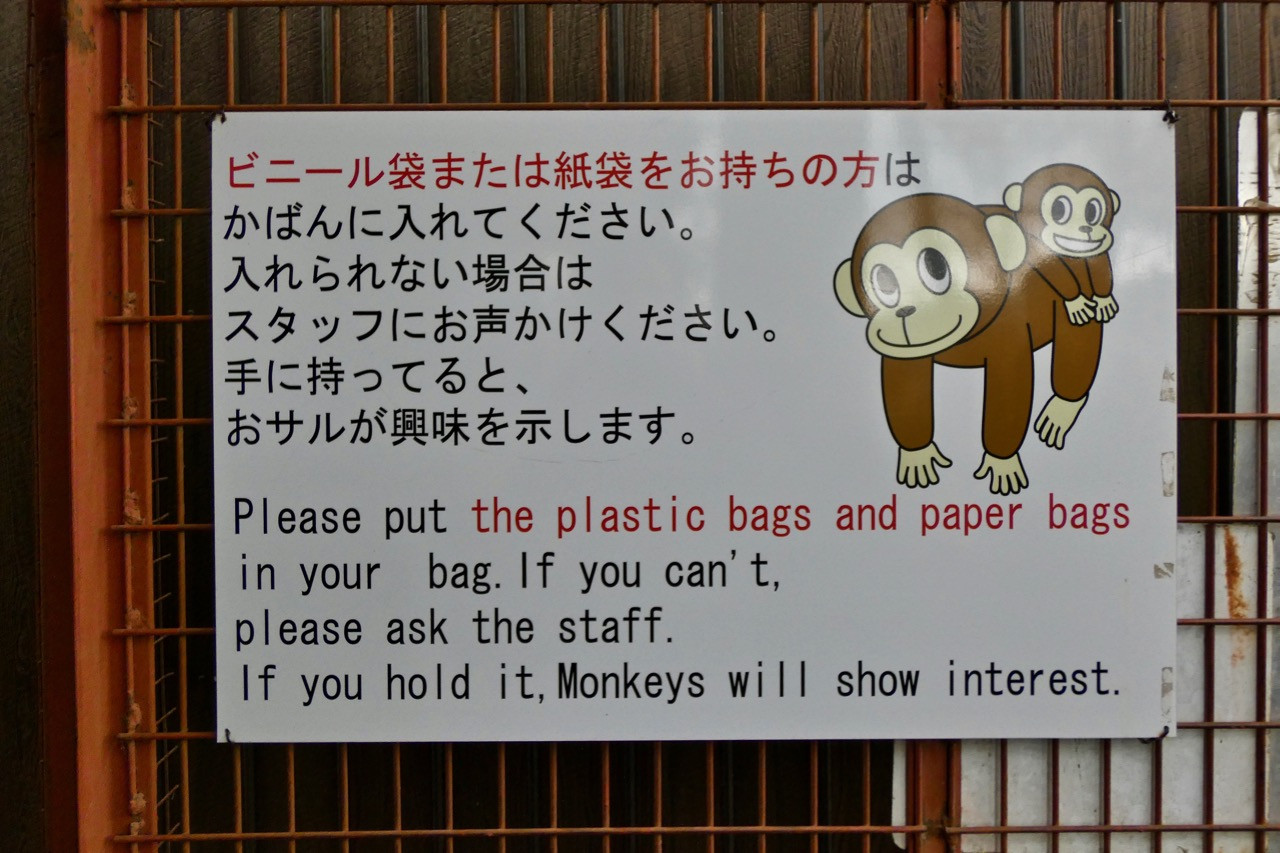 ビニール袋または紙袋をお持ちの方は
かばんに入れてください。
入れられない場合は
スタッフにお声かけください。
手に持ってると、
おサルが興味を示します。
Please put the plastic bags and paper bags
in your bag.If you can't,
please ask the staff.
If you hold it,Monkeys will show interest.